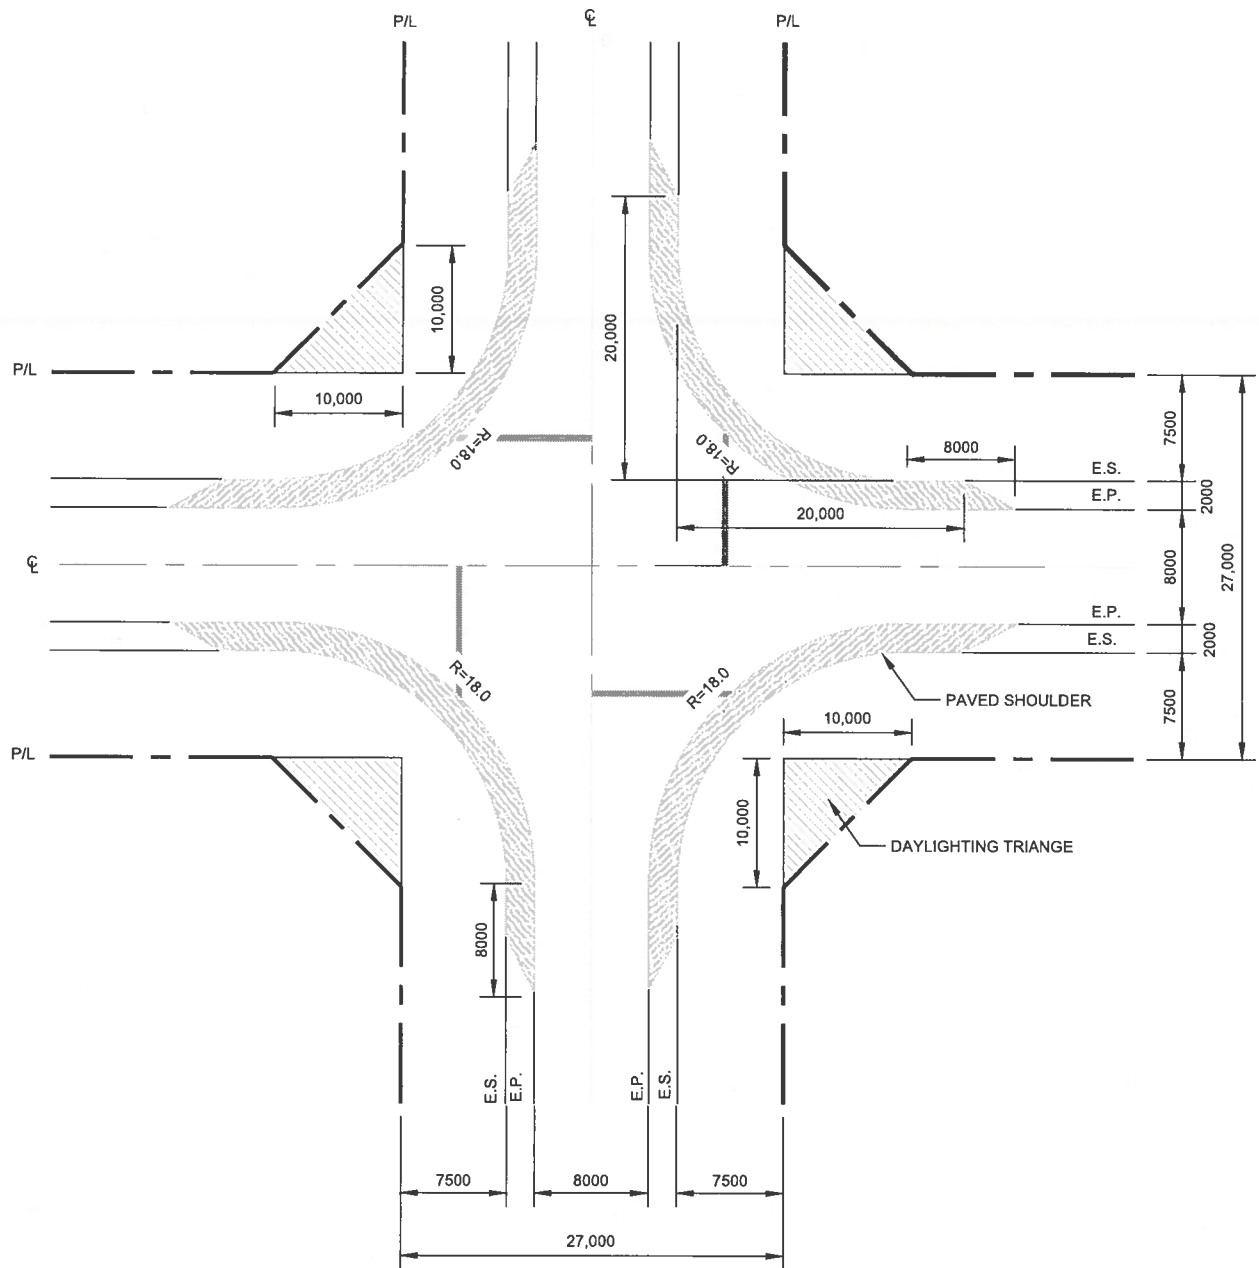 P/L
℄
P/L
10,000
20,000
P/L
10,000
R=18.0
R=18.0
8000
7500
E.S.
E.P.
2000
20,000
℄
8000
27,000
E.P.
E.S.
2000
R=18.0
R=18.0
PAVED SHOULDER
7500
10,000
P/L
10,000
DAYLIGHTING TRIANGE
8000
E.S.
E.P.
E.P.
E.S.
7500
8000
7500
27,000